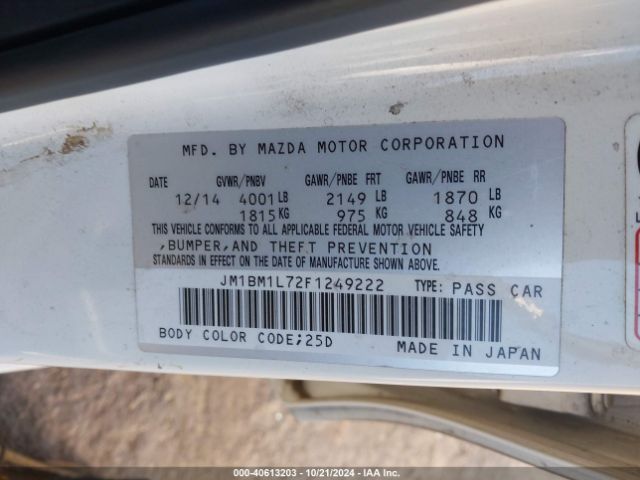 MFD. BY MAZDA MOTOR CORPORATION
DATE GVWR/PNBV GAWR/PNBE FRT GAWR/PNBE RR
12/14 4001 LB 2149 LB 1870 LB
1815 KG 975 KG 848 KG
THIS VEHICLE CONFORMS TO ALL APPLICABLE FEDERAL MOTOR VEHICLE SAFETY
,BUMPER,AND THEFT PREVENTION
STANDARDS IN EFFECT ON THE DATE OF MANUFACTURE SHOWN ABOVE.
JM1BM1L72F1249222 TYPE: PASS CAR
BODY COLOR CODE;25D MADE IN JAPAN
000-40613203 - 10/21/2024 - IAA Inc.